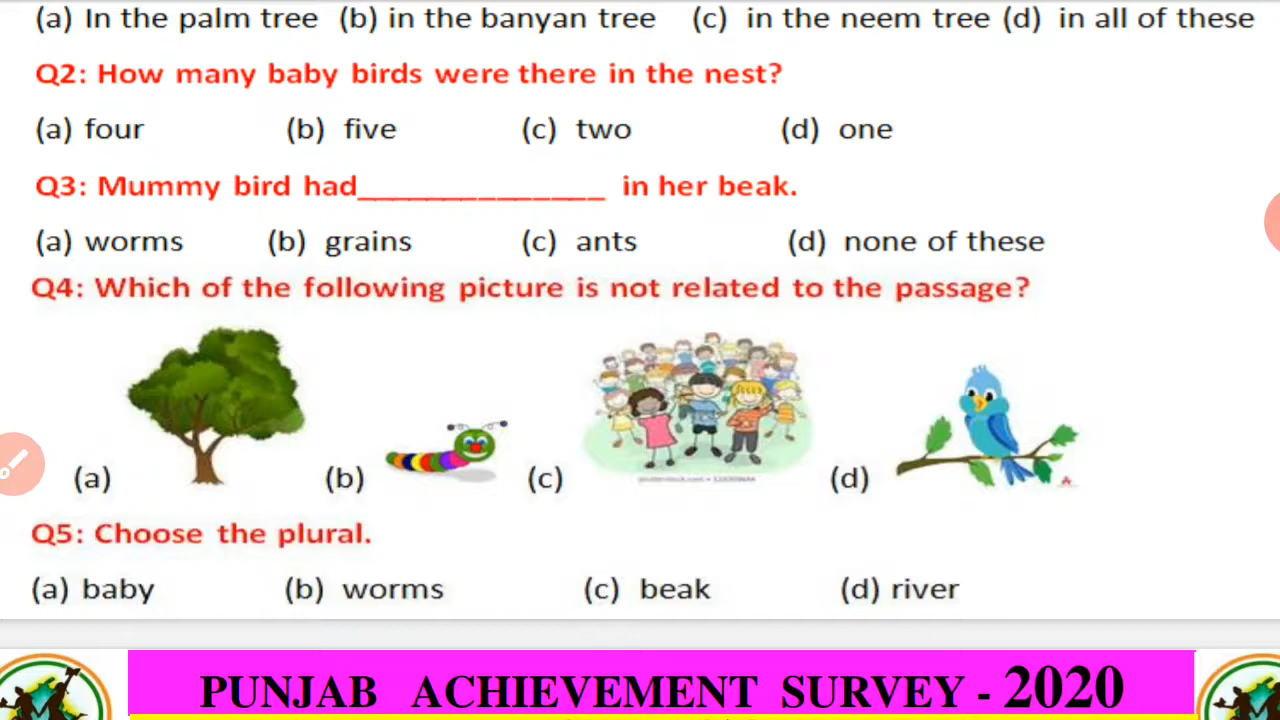 (a) In the palm tree (b) in the banyan tree (c) in the neem tree (d) in all of these
Q2: How many baby birds were there in the nest?
(a) four (b) five (c) two (d) one
Q3: Mummy bird had______________ in her beak.
(a) worms (b) grains (c) ants (d) none of these
Q4: Which of the following picture is not related to the passage?
(a) (b) (c) (d)
Q5: Choose the plural.
(a) baby (b) worms (c) beak (d) river
PUNJAB ACHIEVEMENT SURVEY - 2020